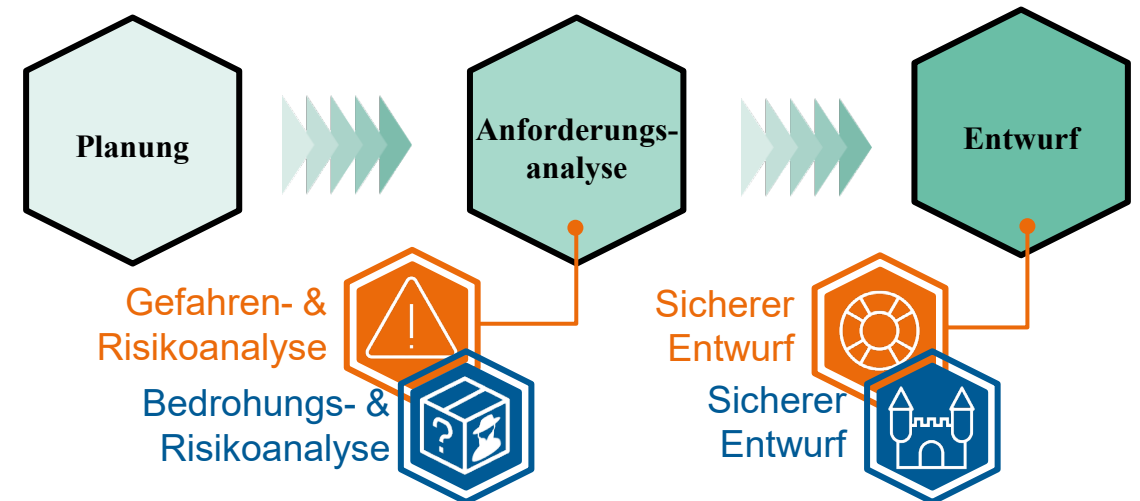 Planung
Anforderungs-
analyse
Entwurf
Gefahren- &
Risikoanalyse
Bedrohungs- &
Risikoanalyse
Sicherer
Entwurf
Sicherer
Entwurf
!
?